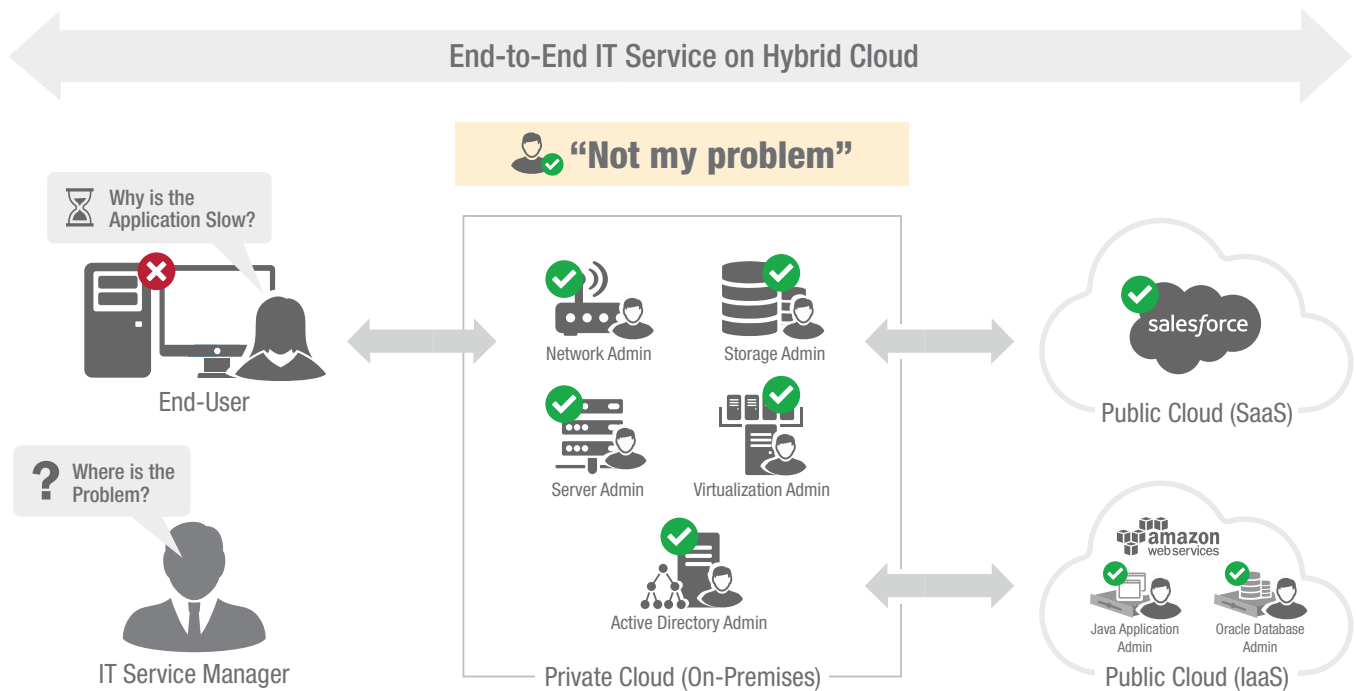 End-to-End IT Service on Hybrid Cloud
“Not my problem”
Why is the
Application Slow?
End-User
Where is the
Problem?
IT Service Manager
Network Admin
Storage Admin
Server Admin
Virtualization Admin
Active Directory Admin
Private Cloud (On-Premises)
salesforce
Public Cloud (SaaS)
amazon
webservices
Java Application
Admin
Oracle Database
Admin
Public Cloud (IaaS)